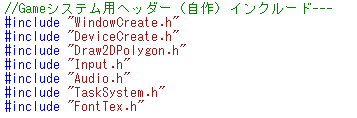 //Gameシステム用ヘッダー（自作）インクルード---
#include "WindowCreate.h"
#include "DeviceCreate.h"
#include "Draw2DPolygon.h"
#include "Input.h"
#include "Audio.h"
#include "TaskSystem.h"
#include "FontTex.h"